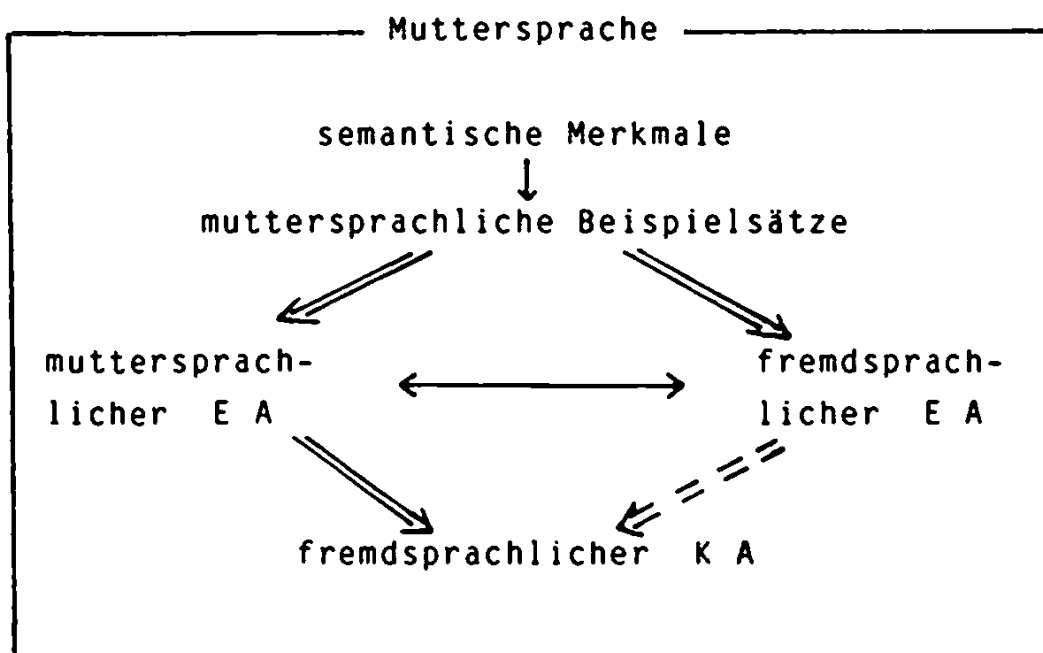 Muttersprache
semantische Merkmale
muttersprachliche Beispielsätze
muttersprach-
licher E A
fremdsprach-
licher E A
fremdsprachlicher K A